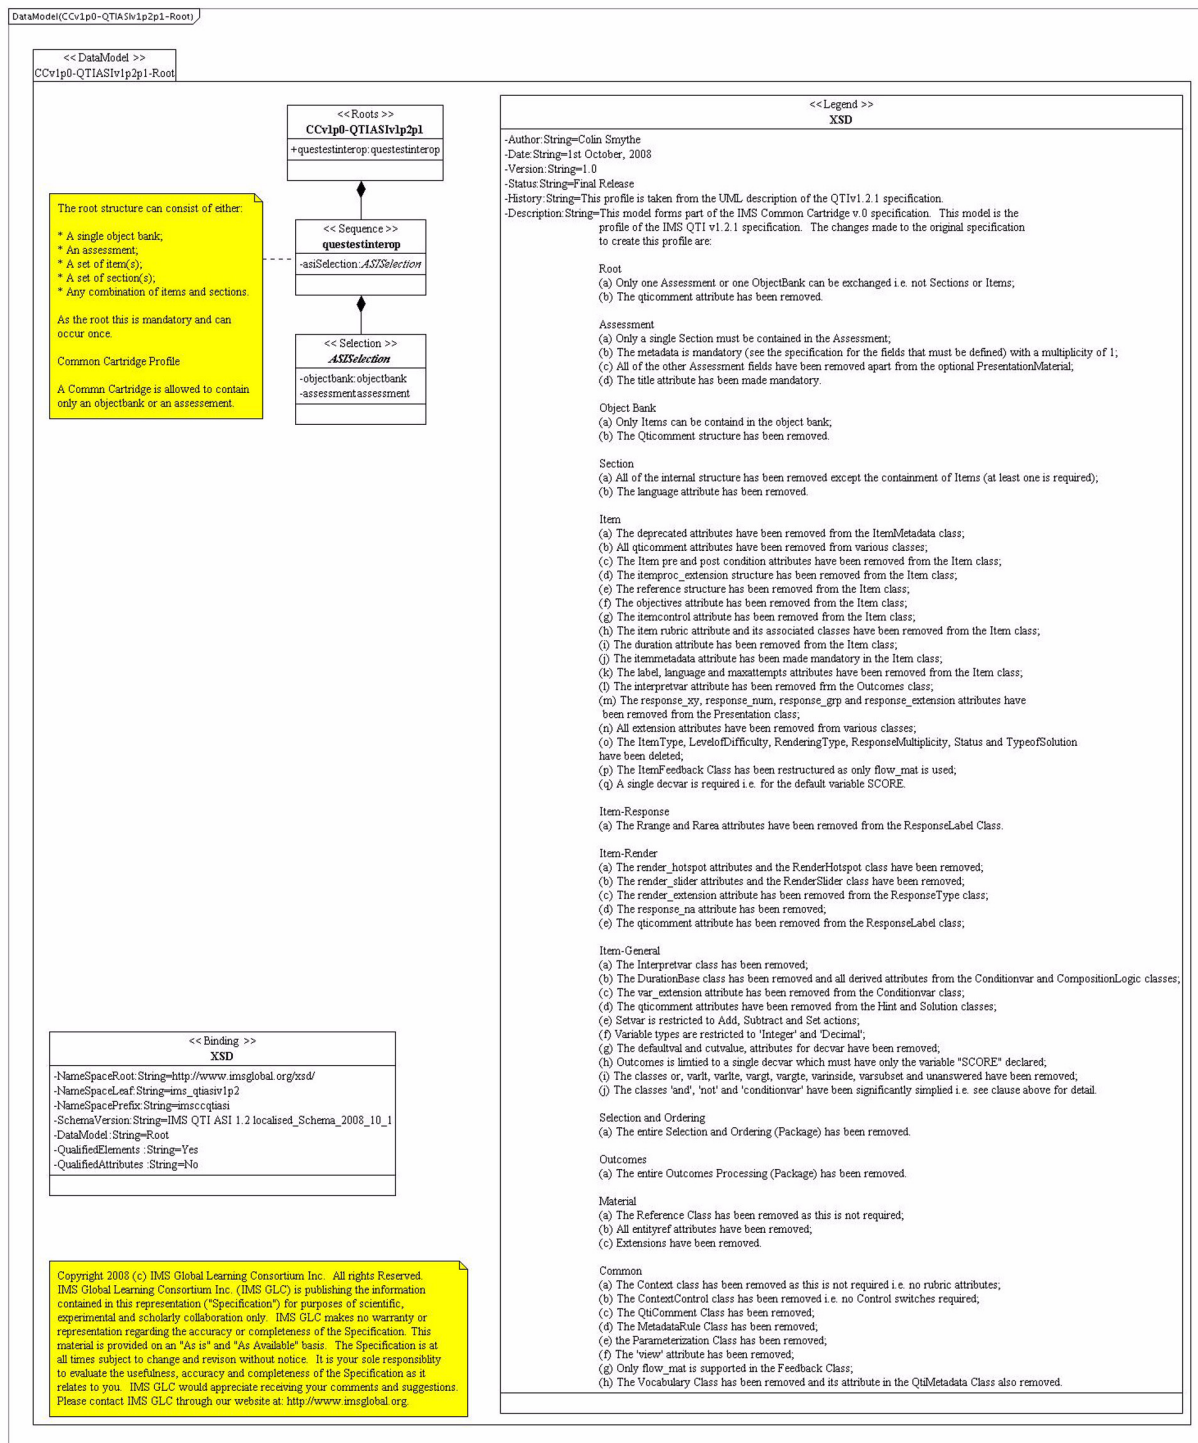 DataModel(CCv1p0-QTIASIv1p2p1-Root)
<< DataModel >>
CCv1p0-QTIASIv1p2p1-Root
<<Roots >>
CCv1p0-QTIASIv1p2p1
+questestinterop:questestinterop
The root structure can consist of either:
* A single object bank;
* An assessment;
* A set of item(s);
* A set of section(s);
* Any combination of items and sections.
As the root this is mandatory and can
occur once.
Common Cartridge Profile
A Commn Cartridge is allowed to contain
only an objectbank or an assessement.
<< Sequence >>
questestinterop
-asiSelection:ASISelection
<< Selection >>
ASISelection
-objectbank:objectbank
-assessment:assessment
<<Legend >>
XSD
-Author:String=Colin Smythe
-Date:String=1st October, 2008
-Version:String=1.0
-Status:String=Final Release
-History:String=This profile is taken from the UML description of the QTIv1.2.1 specification.
-Description:String=This model forms part of the IMS Common Cartridge v.0 specification. This model is the
profile of the IMS QTI v1.2.1 specification. The changes made to the original specification
to create this profile are:
Root
(a) Only one Assessment or one ObjectBank can be exchanged i.e. not Sections or Items;
(b) The qticomment attribute has been removed.
Assessment
(a) Only a single Section must be contained in the Assessment;
(b) The metadata is mandatory (see the specification for the fields that must be defined) with a multiplicity of 1;
(c) All of the other Assessment fields have been removed apart from the optional PresentationMaterial;
(d) The title attribute has been made mandatory.
Object Bank
(a) Only Items can be containd in the object bank;
(b) The Qticomment structure has been removed.
Section
(a) All of the internal structure has been removed except the containment of Items (at least one is required);
(b) The language attribute has been removed.
Item
(a) The deprecated attributes have been removed from the ItemMetadata class;
(b) All qticomment attributes have been removed from various classes;
(c) The Item pre and post condition attributes have been removed from the Item class;
(d) The itemproc_extension structure has been removed from the Item class;
(e) The reference structure has been removed from the Item class;
(f) The objectives attribute has been removed from the Item class;
(g) The itemcontrol attribute has been removed from the Item class;
(h) The item rubric attribute and its associated classes have been removed from the Item class;
(i) The duration attribute has been removed from the Item class;
(j) The itemmetadata attribute has been made mandatory in the Item class;
(k) The label, language and maxattempts attributes have been removed from the Item class;
(l) The interpretvar attribute has been removed frm the Outcomes class;
(m) The response_xy, response_num, response_grp and response_extension attributes have
been removed from the Presentation class;
(n) All extension attributes have been removed from various classes;
(o) The ItemType, LevelofDifficulty, RenderingType, ResponseMultiplicity, Status and TypeofSolution
have been deleted;
(p) The ItemFeedback Class has been restructured as only flow_mat is used;
(q) A single decvar is required i.e. for the default variable SCORE.
Item-Response
(a) The Rrange and Rarea attributes have been removed from the ResponseLabel Class.
Item-Render
(a) The render_hotspot attributes and the RenderHotspot class have been removed;
(b) The render_slider attributes and the RenderSlider class have been removed;
(c) The render_extension attribute has been removed from the ResponseType class;
(d) The response_na attribute has been removed;
(e) The qticomment attribute has been removed from the ResponseLabel class;
Item-General
(a) The Interpretvar class has been removed;
(b) The DurationBase class has been removed and all derived attributes from the Conditionvar and CompositionLogic classes;
(c) The var_extension attribute has been removed from the Conditionvar class;
(d) The qticomment attributes have been removed from the Hint and Solution classes;
(e) Setvar is restricted to Add, Subtract and Set actions;
(f) Variable types are restricted to 'Integer' and 'Decimal';
(g) The defaultval and cutvalue, attributes for decvar have been removed;
(h) Outcomes is limtied to a single decvar which must have only the variable "SCORE" declared;
(i) The classes or, varlt, varlte, vargt, vargte, varinside, varsubset and unanswered have been removed;
(j) The classes 'and', 'not' and 'conditionvar' have been significantly simplied i.e. see clause above for detail.
Selection and Ordering
(a) The entire Selection and Ordering (Package) has been removed.
Outcomes
(a) The entire Outcomes Processing (Package) has been removed.
Material
(a) The Reference Class has been removed as this is not required;
(b) All entityref attributes have been removed;
(c) Extensions have been removed.
Common
(a) The Context class has been removed as this is not required i.e. no rubric attributes;
(b) The ContextControl class has been removed i.e. no Control switches required;
(c) The QtiComment Class has been removed;
(d) The MetadataRule Class has been removed;
(e) the Parameterization Class has been removed;
(f) The 'view' attribute has been removed;
(g) Only flow_mat is supported in the Feedback Class;
(h) The Vocabulary Class has been removed and its attribute in the QtiMetadata Class also removed.
<< Binding >>
XSD
-NameSpaceRoot:String=http://www.imsglobal.org/xsd/
-NameSpaceLeaf:String=ims_qtiasiv1p2
-NameSpacePrefix:String=imsccqtiasi
-SchemaVersion:String=IMS QTI ASI 1.2 localised_Schema_2008_10_1
-DataModel:String=Root
-QualifiedElements :String=Yes
-QualifiedAttributes :String=No
Copyright 2008 (c) IMS Global Learning Consortium Inc. All rights Reserved.
IMS Global Learning Consortium Inc. (IMS GLC) is publishing the information
contained in this representation ("Specification") for purposes of scientific,
experimental and scholarly collaboration only. IMS GLC makes no warranty or
representation regarding the accuracy or completeness of the Specification. This
material is provided on an "As is" and "As Available" basis. The Specification is at
all times subject to change and revison without notice. It is your sole responsiblity
to evaluate the usefulness, accuracy and completeness of the Specification as it
relates to you. IMS GLC would appreciate receiving your comments and suggestions.
Please contact IMS GLC through our website at: http://www.imsglobal.org.